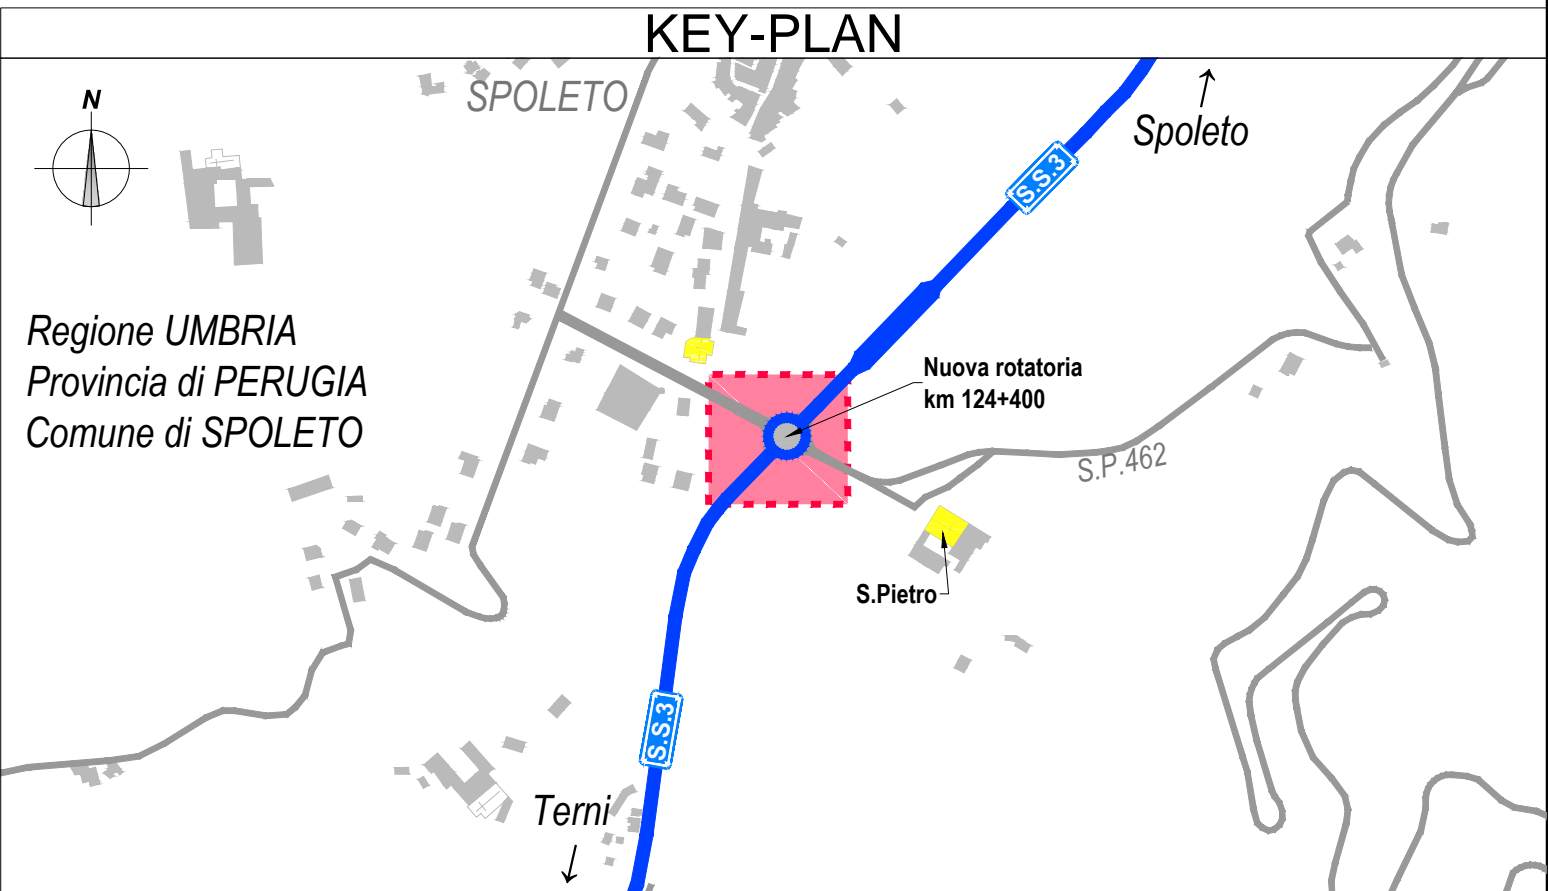 KEY-PLAN
N
SPOLETO
Spoleto
S.S.3
Regione UMBRIA
Provincia di PERUGIA
Comune di SPOLETO
Nuova rotatoria
km 124+400
S.P.462
S.Pietro
S.S.3
Terni